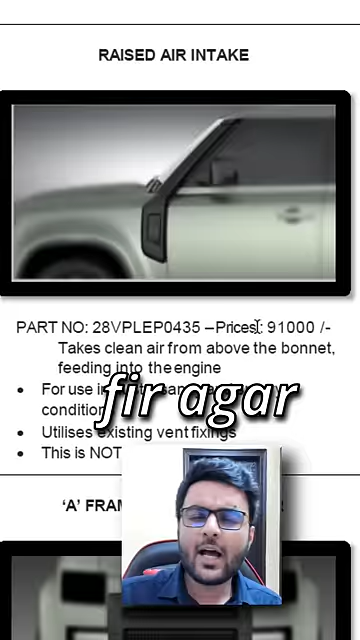 RAISED AIR INTAKE
PART NO: 28VPLEP0435 – Prices: 91000 /-
Takes clean air from above the bonnet,
feeding into the engine
For use in
condition
fir agar
Utilises existing vent fixings
This is NOT
‘A’ FRAM